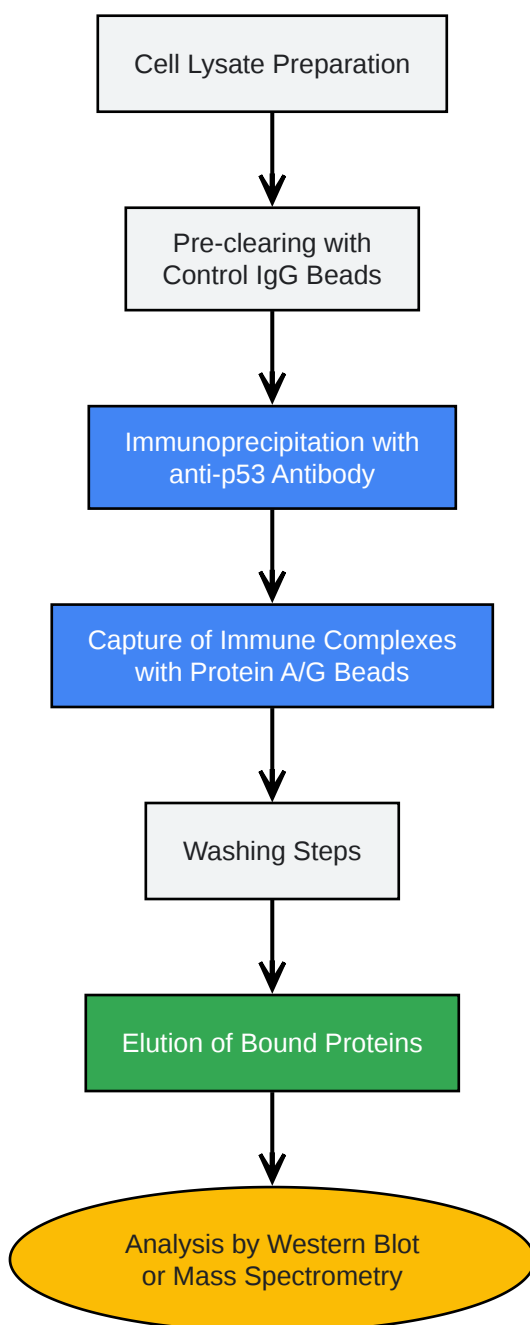 Cell Lysate Preparation
Pre-clearing with
Control IgG Beads
Immunoprecipitation with
anti-p53 Antibody
Capture of Immune Complexes
with Protein A/G Beads
Washing Steps
Elution of Bound Proteins
Analysis by Western Blot
or Mass Spectrometry